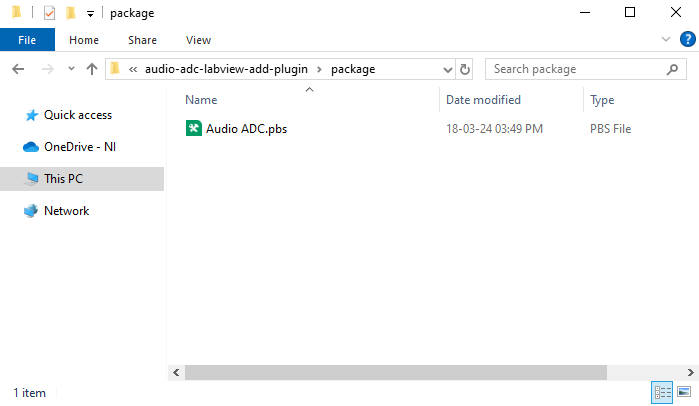 package
File Home Share View
« audio-adc-labview-add-plugin > package Search package
Name Date modified Type
Quick access
Audio ADC.pbs 18-03-24 03:49 PM PBS File
OneDrive - NI
This PC
Network
1 item